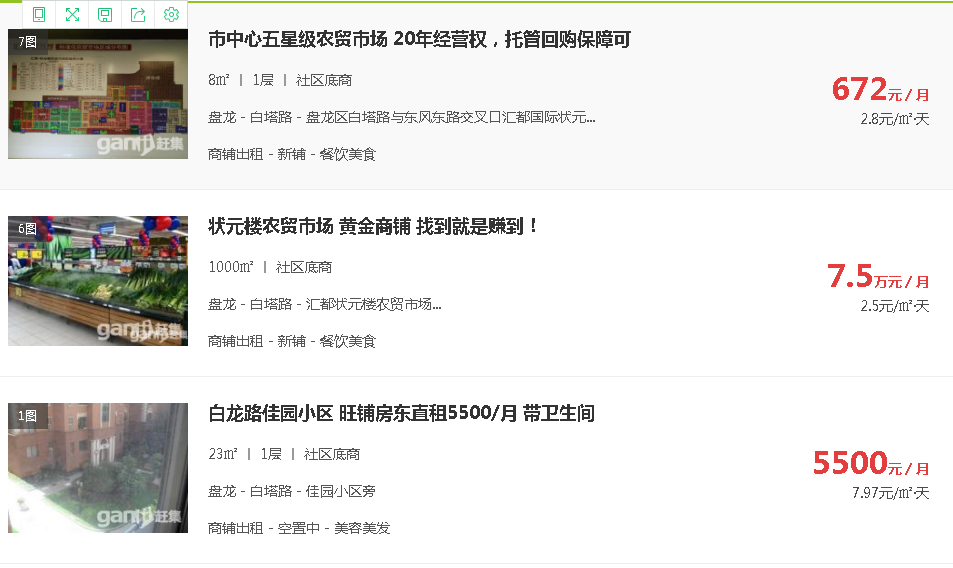 7图
市中心五星级农贸市场 20年经营权，托管回购保障可
8㎡ | 1层 | 社区底商
盘龙 - 白塔路 - 盘龙区白塔路与东风东路交叉口汇都国际状元...
商铺出租 - 新铺 - 餐饮美食
672元/月
2.8元/㎡·天
ganji赶集
6图
状元楼农贸市场 黄金商铺 找到就是赚到！
1000㎡ | 社区底商
盘龙 - 白塔路 - 汇都状元楼农贸市场...
商铺出租 - 新铺 - 餐饮美食
7.5万元/月
2.5元/㎡·天
ganji赶集
1图
白龙路佳园小区 旺铺房东直租5500/月 带卫生间
23㎡ | 1层 | 社区底商
盘龙 - 白塔路 - 佳园小区旁
商铺出租 - 空置中 - 美容美发
5500元/月
7.97元/㎡·天
ganji赶集